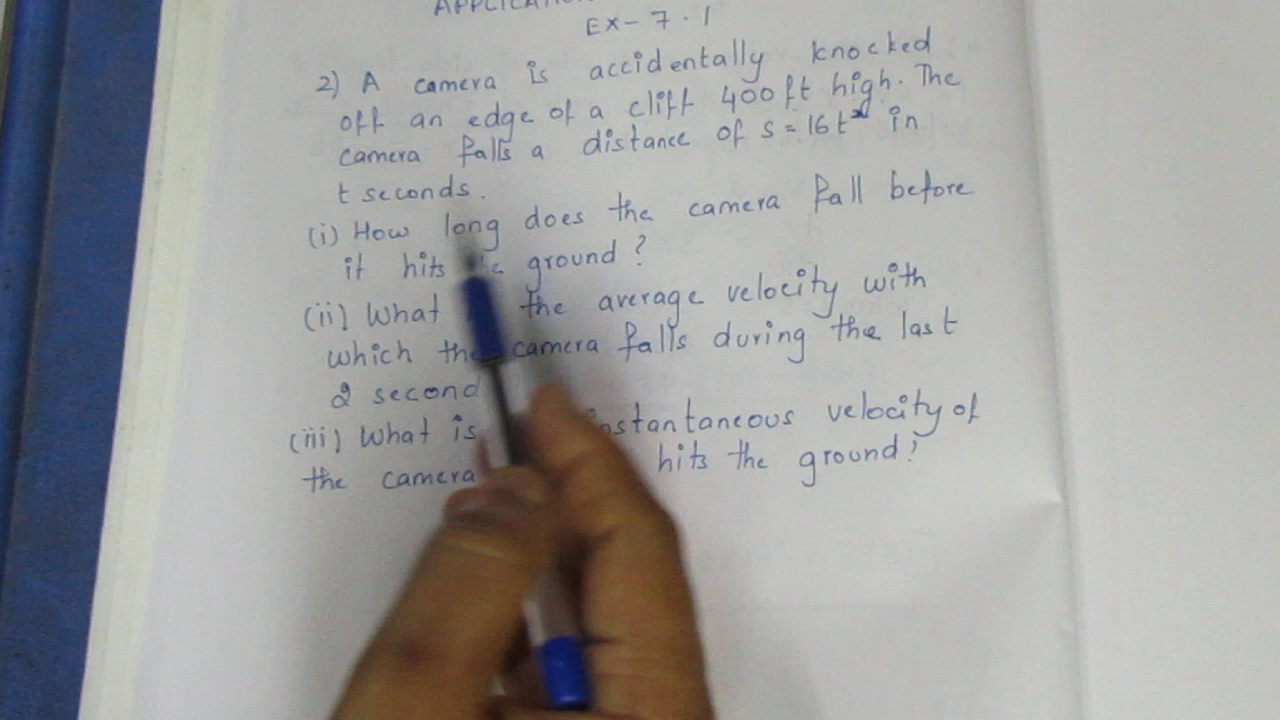 EX-7.1
2) A camera is accidentally knocked
off an edge of a cliff 400ft high. The
camera falls a distance of s=16t² in
t seconds.
(i) How long does the camera fall before
it hits ground?
(ii) What the average velocity with
which the camera falls during the last
2 second
(iii) What is instantaneous velocity of
the camera hits the ground?